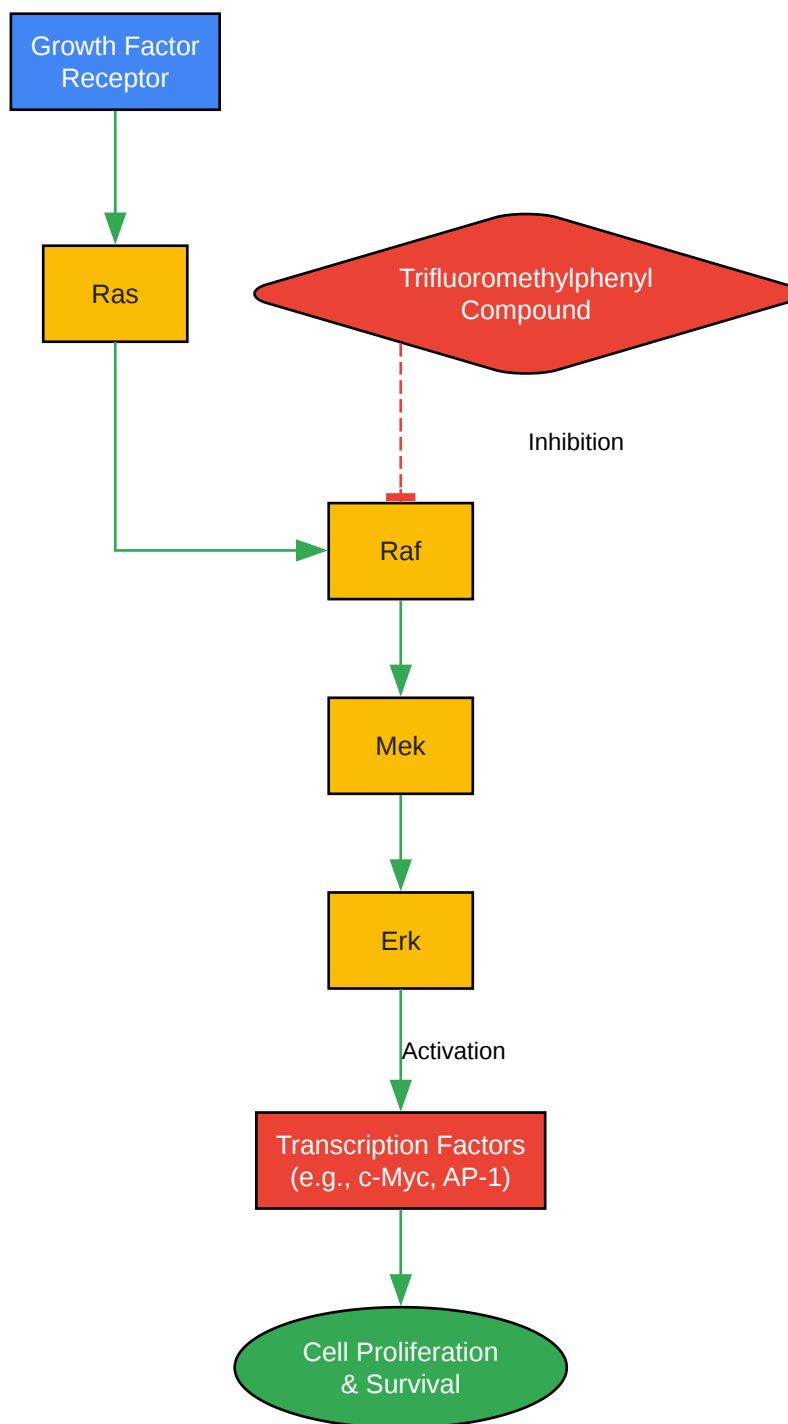 Growth Factor
Receptor
Ras
Trifluoromethylphenyl
Compound
Inhibition
Raf
Mek
Erk
Activation
Transcription Factors
(e.g., c-Myc, AP-1)
Cell Proliferation
& Survival